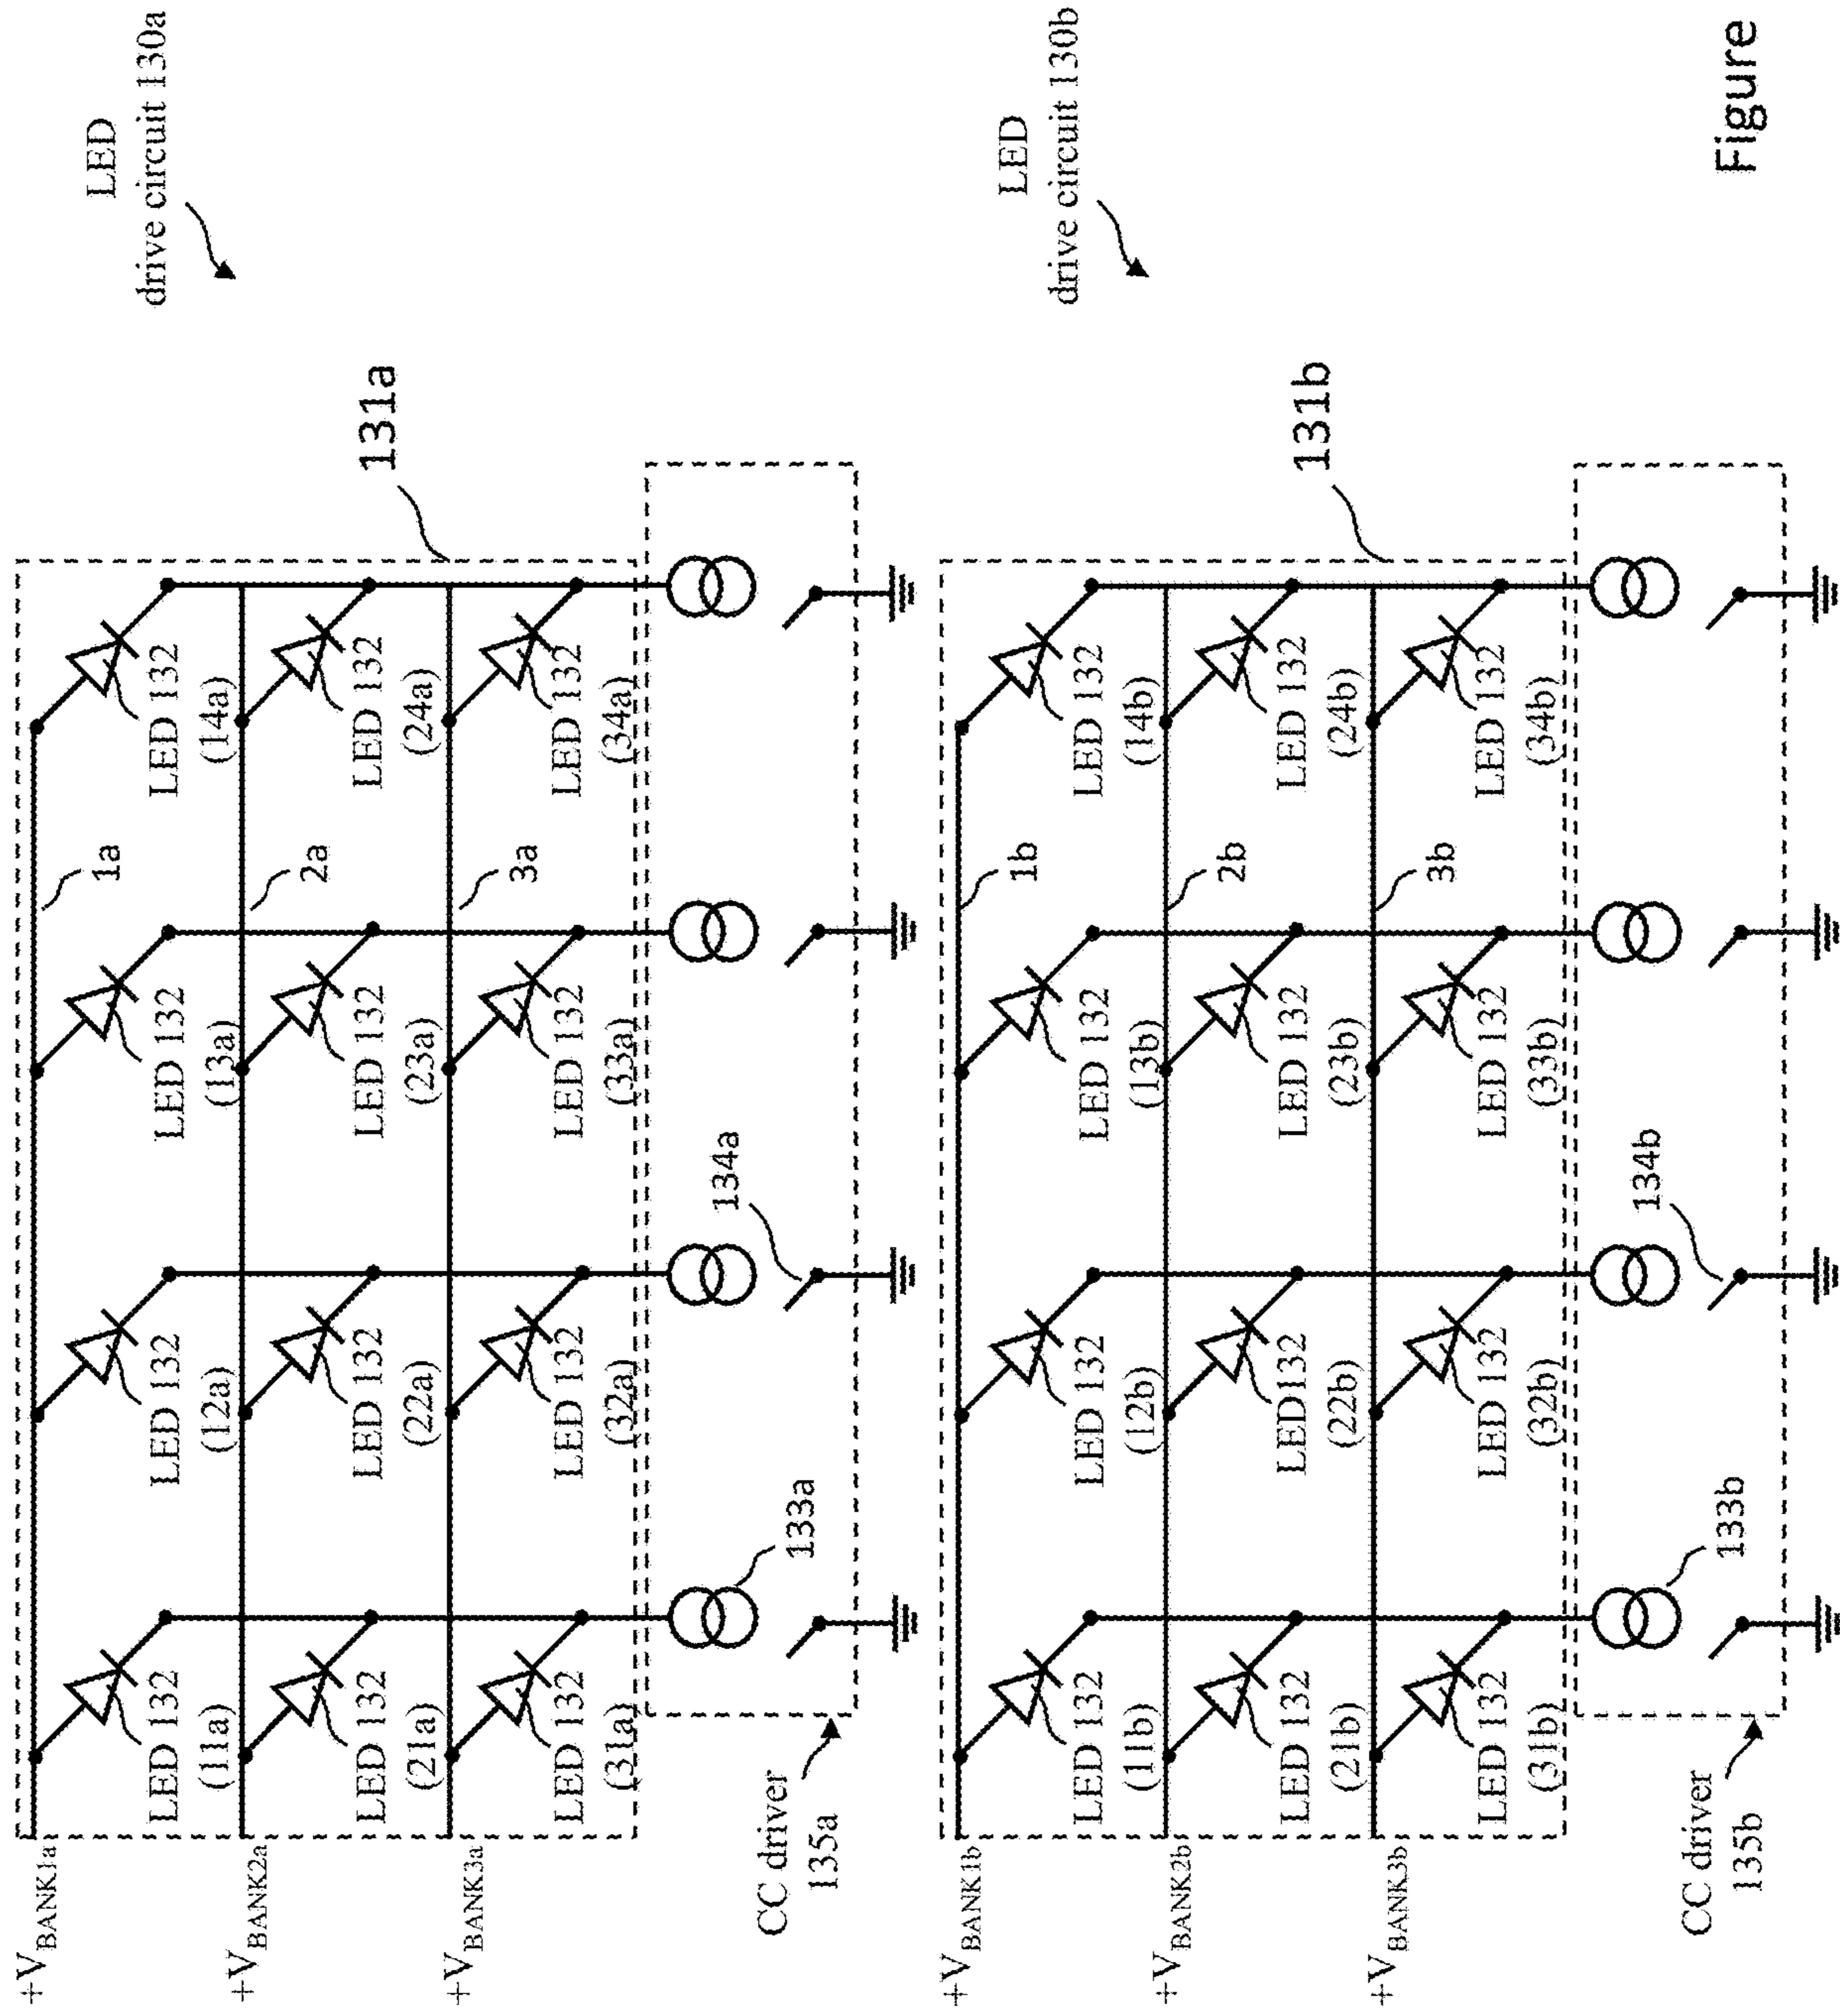 LED
drive circuit 130a
+VBANK1a
1a
LED 132
(11a)
LED 132
(12a)
LED 132
(13a)
LED 132
(14a)
+VBANK2a
2a
LED 132
(21a)
LED 132
(22a)
LED 132
(23a)
LED 132
(24a)
131a
+VBANK3a
3a
LED 132
(31a)
LED 132
(32a)
LED 132
(33a)
LED 132
(34a)
133a
134a
CC driver
135a
LED
drive circuit 130b
+VBANK1b
1b
LED 132
(11b)
LED 132
(12b)
LED 132
(13b)
LED 132
(14b)
+VBANK2b
2b
LED 132
(21b)
LED132
(22b)
LED 132
(23b)
LED 132
(24b)
131b
+VBANK3b
3b
LED 132
(31b)
LED 132
(32b)
LED 132
(33b)
LED 132
(34b)
133b
134b
CC driver
135b
Figure